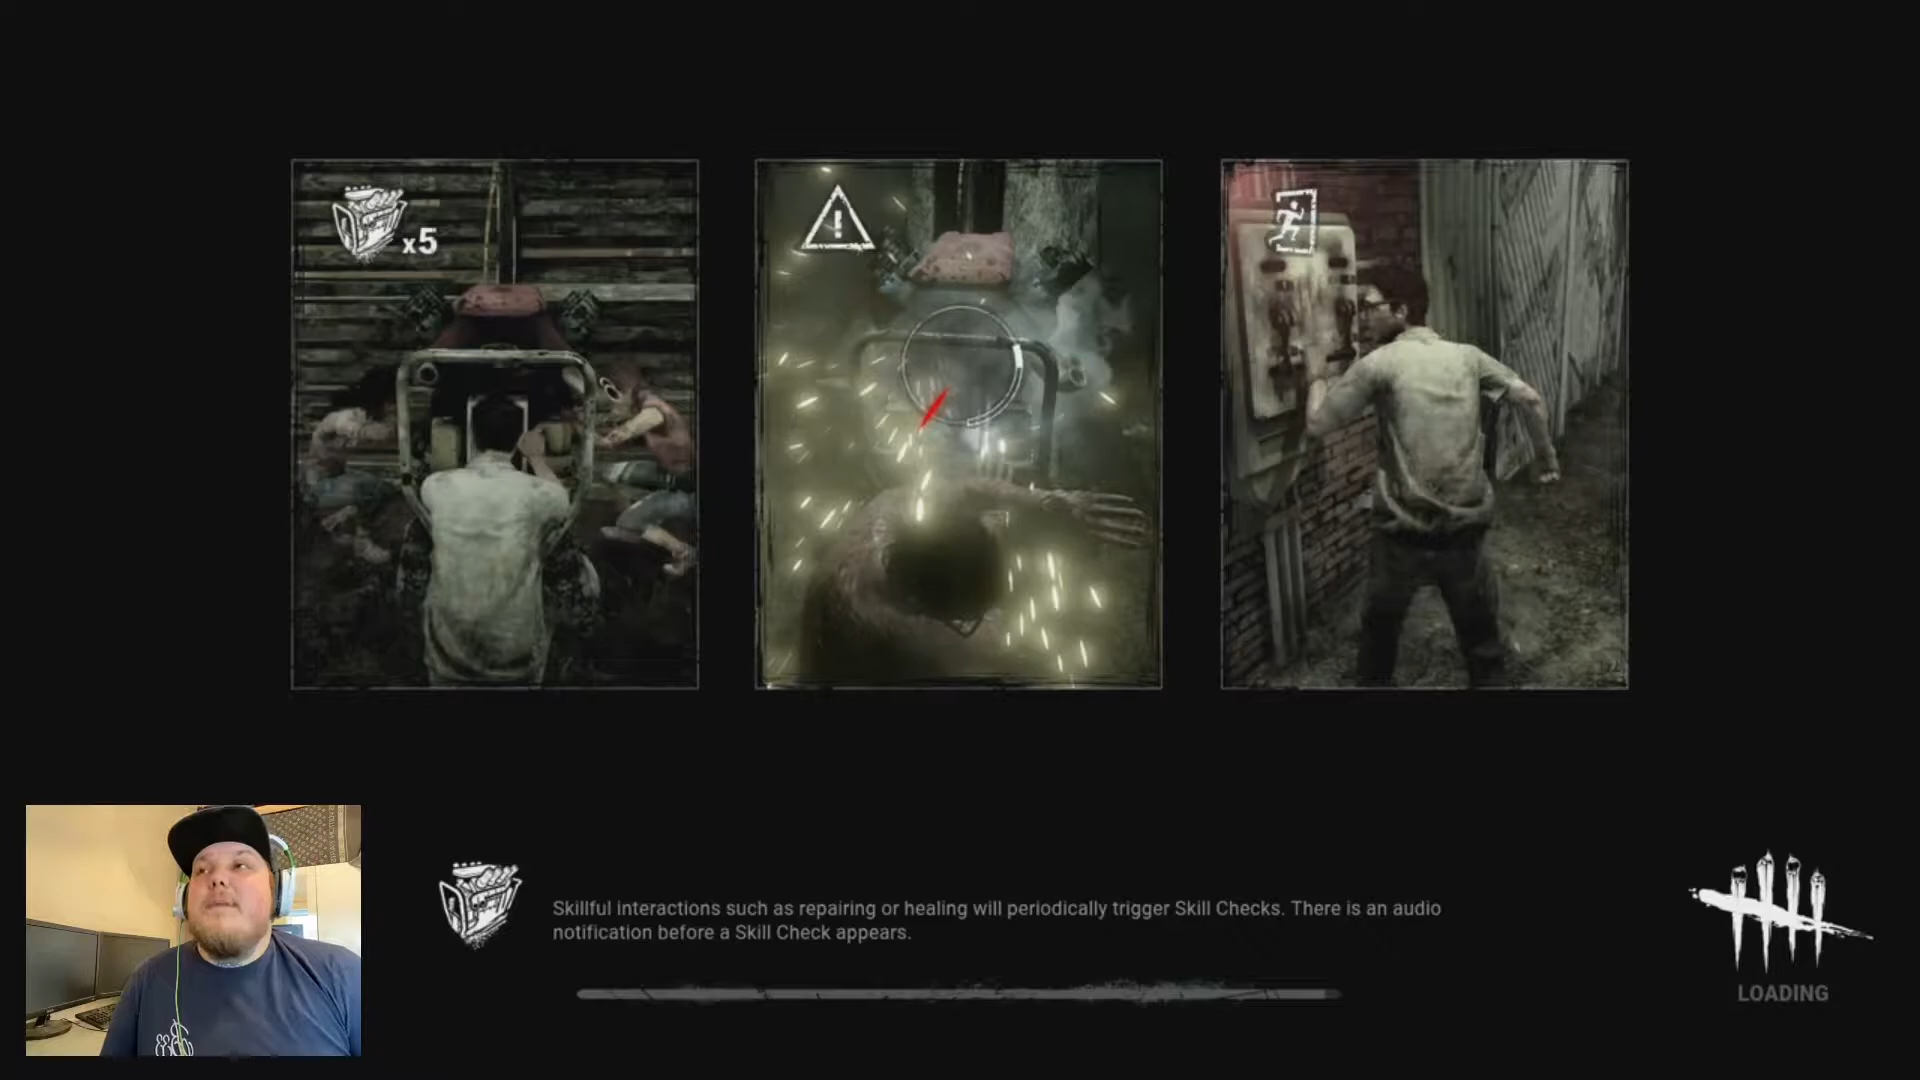 x5
Skillful interactions such as repairing or healing will periodically trigger Skill Checks. There is an audio
notification before a Skill Check appears.
LOADING